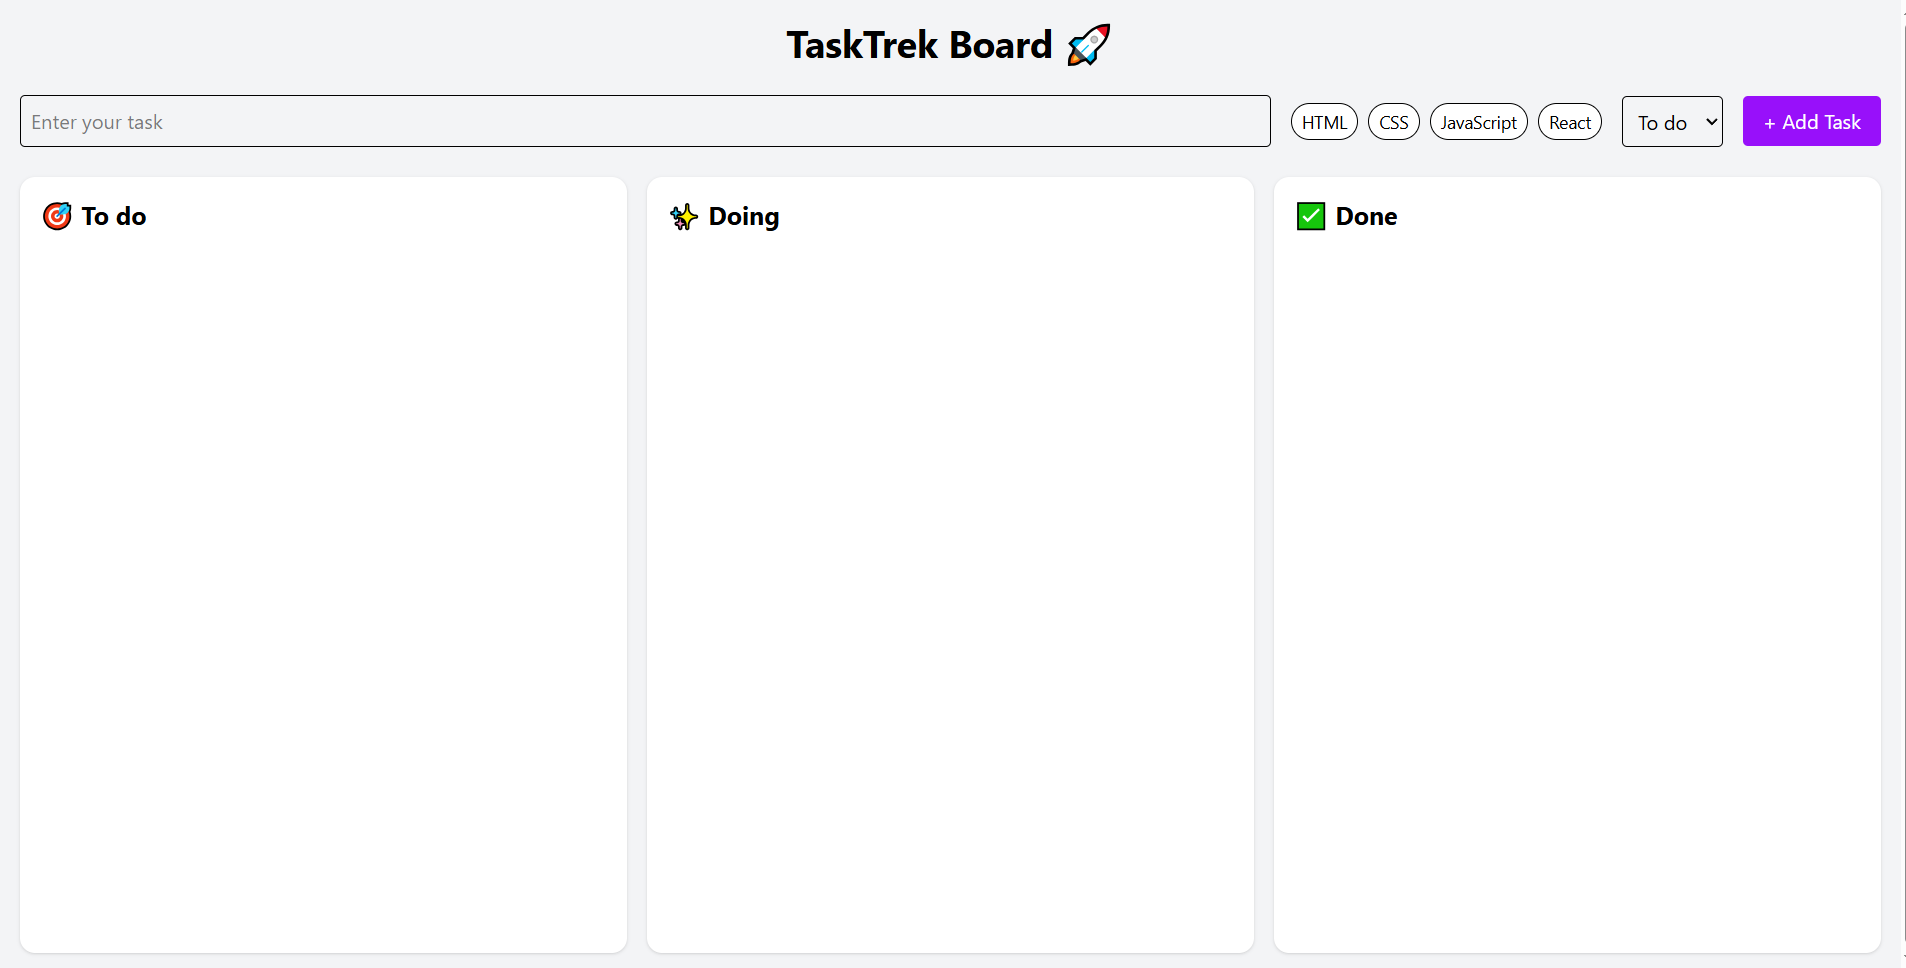 TaskTrek Board 🚀
Enter your task HTML CSS JavaScript React To do + Add Task
🎯 To do
✨ Doing
✅ Done